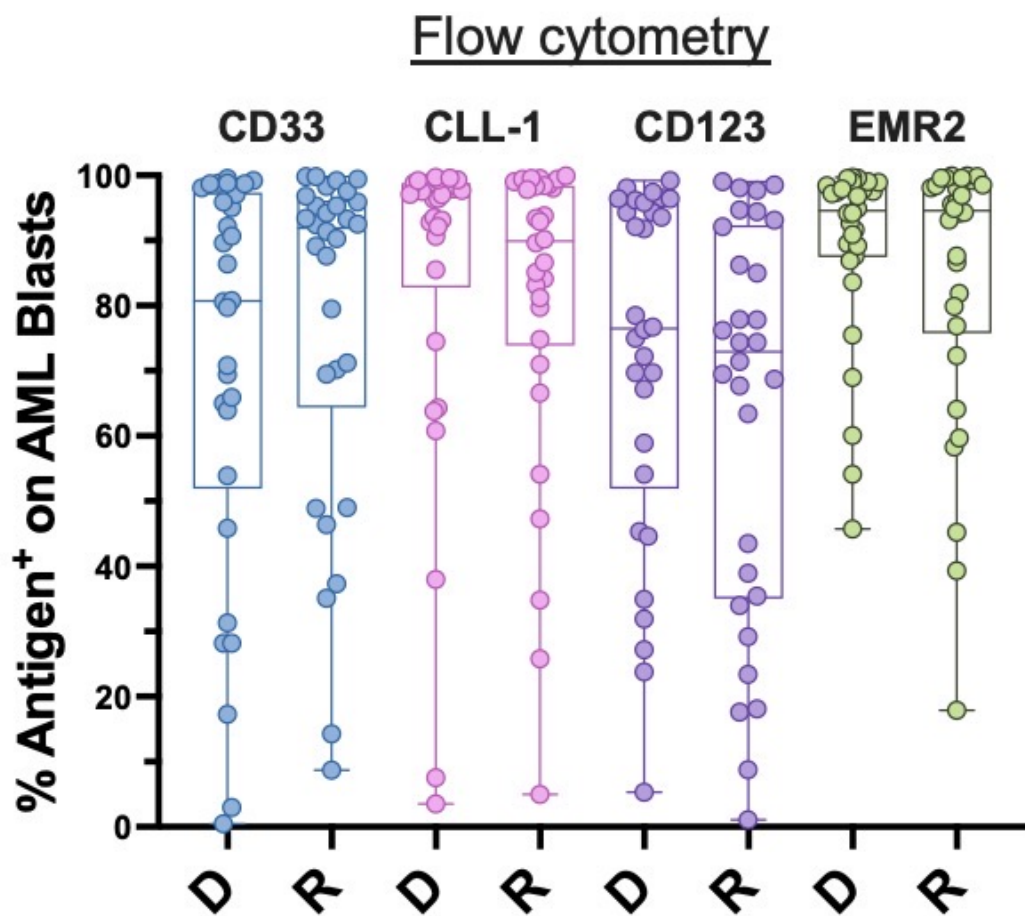 Flow cytometry
CD33 CLL-1 CD123 EMR2
% Antigen⁺ on AML Blasts
100
80
60
40
20
0
D R D R D R D R